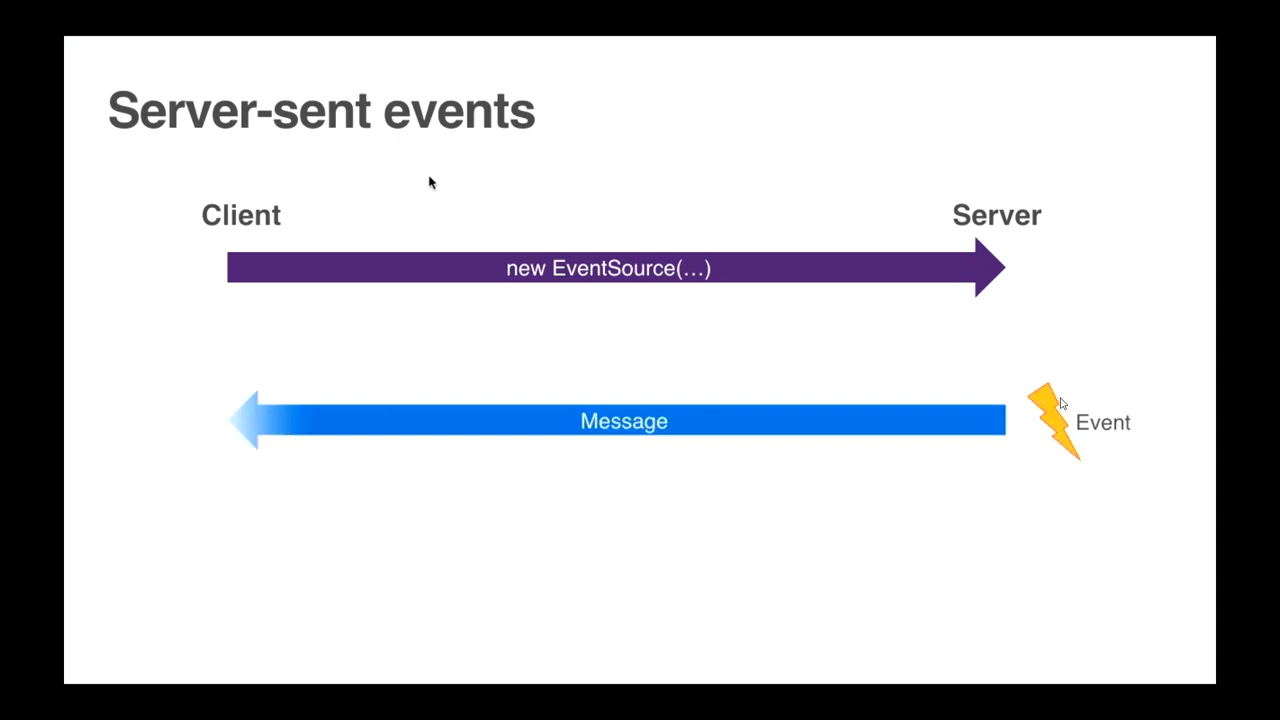 Server-sent events
Client
Server
new EventSource(…)
Message
Event